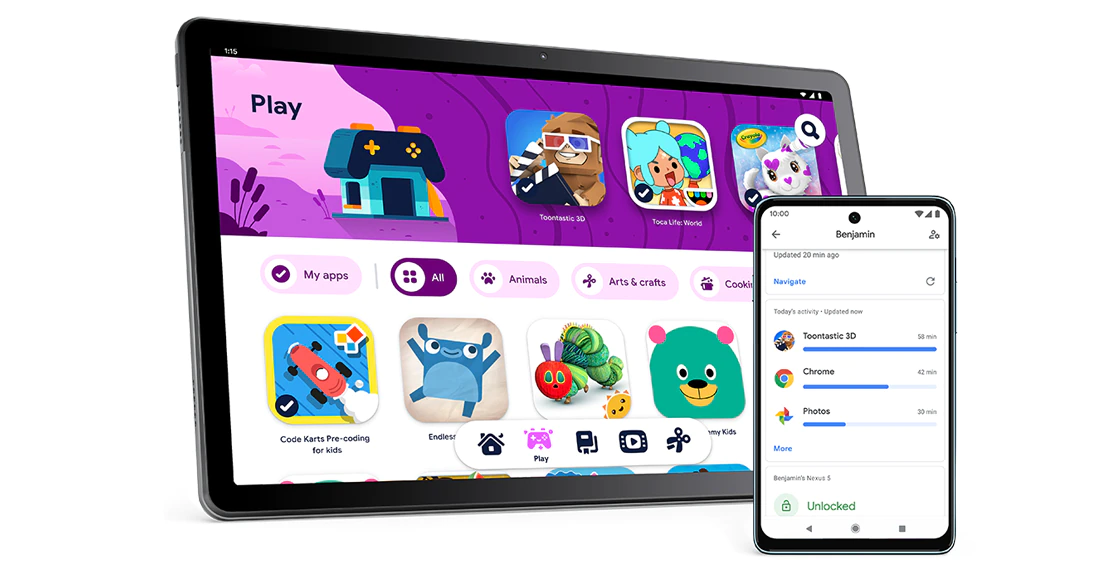 1:15
Play
Crayola
Toontastic 3D
Toca Life: World
My apps
All
Animals
Arts & crafts
Cooki
Code Karts Pre-coding
for kids
Endless
my Kids
Play
10:00
Benjamin
Updated 20 min ago
Navigate
Today's activity • Updated now
Toontastic 3D
58 min
Chrome
42 min
Photos
30 min
More
Benjamin's Nexus 5
Unlocked